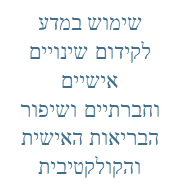 שימוש במדע
לקידום שינויים
אישיים
וחברתיים ושיפור
הבריאות האישית
והקולקטיבית